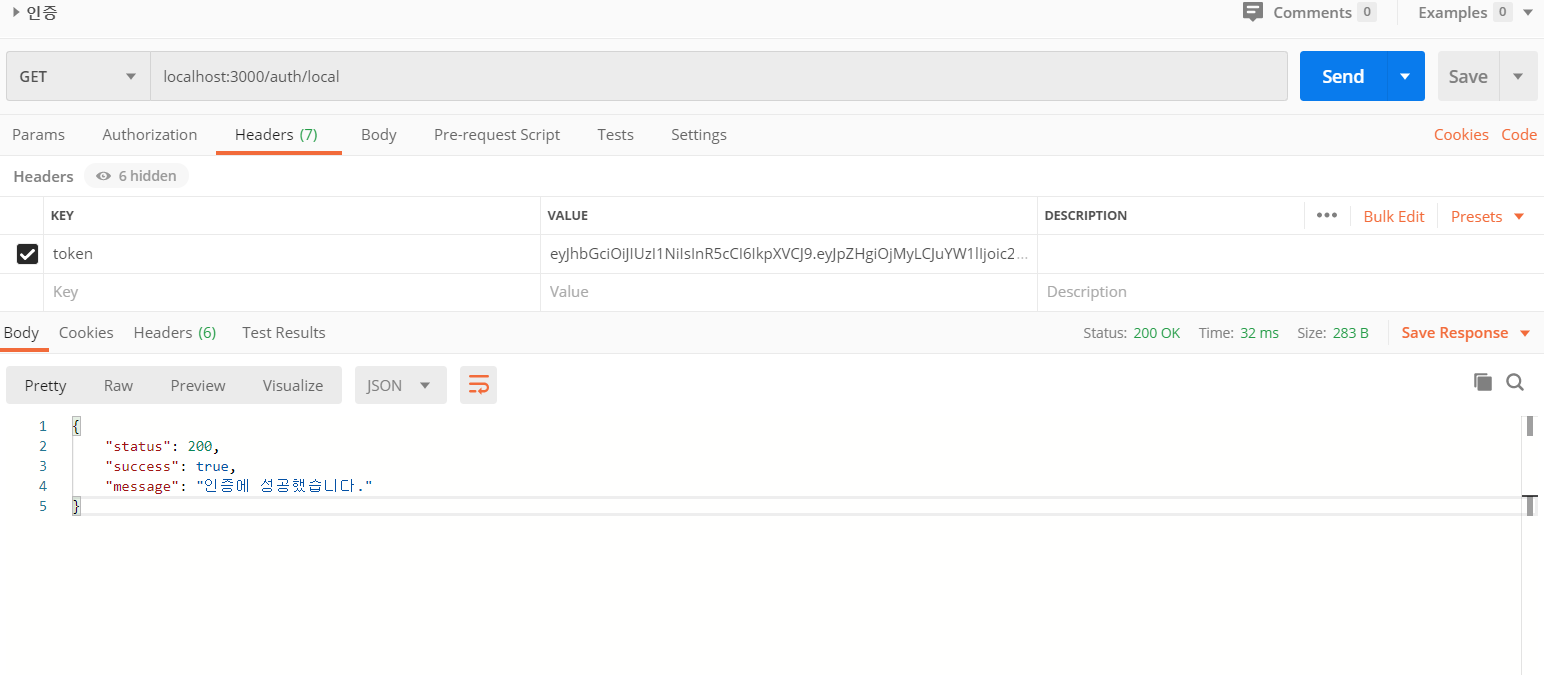 인증
Comments 0 Examples 0
GET localhost:3000/auth/local Send Save
Params Authorization Headers (7) Body Pre-request Script Tests Settings Cookies Code
Headers 6 hidden
KEY VALUE DESCRIPTION ••• Bulk Edit Presets
token eyJhbGciOiJIUzI1NiIsInR5cCI6IkpXVCJ9.eyJpZHgiOjMyLCJuYW1lIjoic2...
Key Value Description
Body Cookies Headers (6) Test Results Status: 200 OK Time: 32 ms Size: 283 B Save Response
Pretty Raw Preview Visualize JSON
1 {
2 "status": 200,
3 "success": true,
4 "message": "인증에 성공했습니다."
5 }